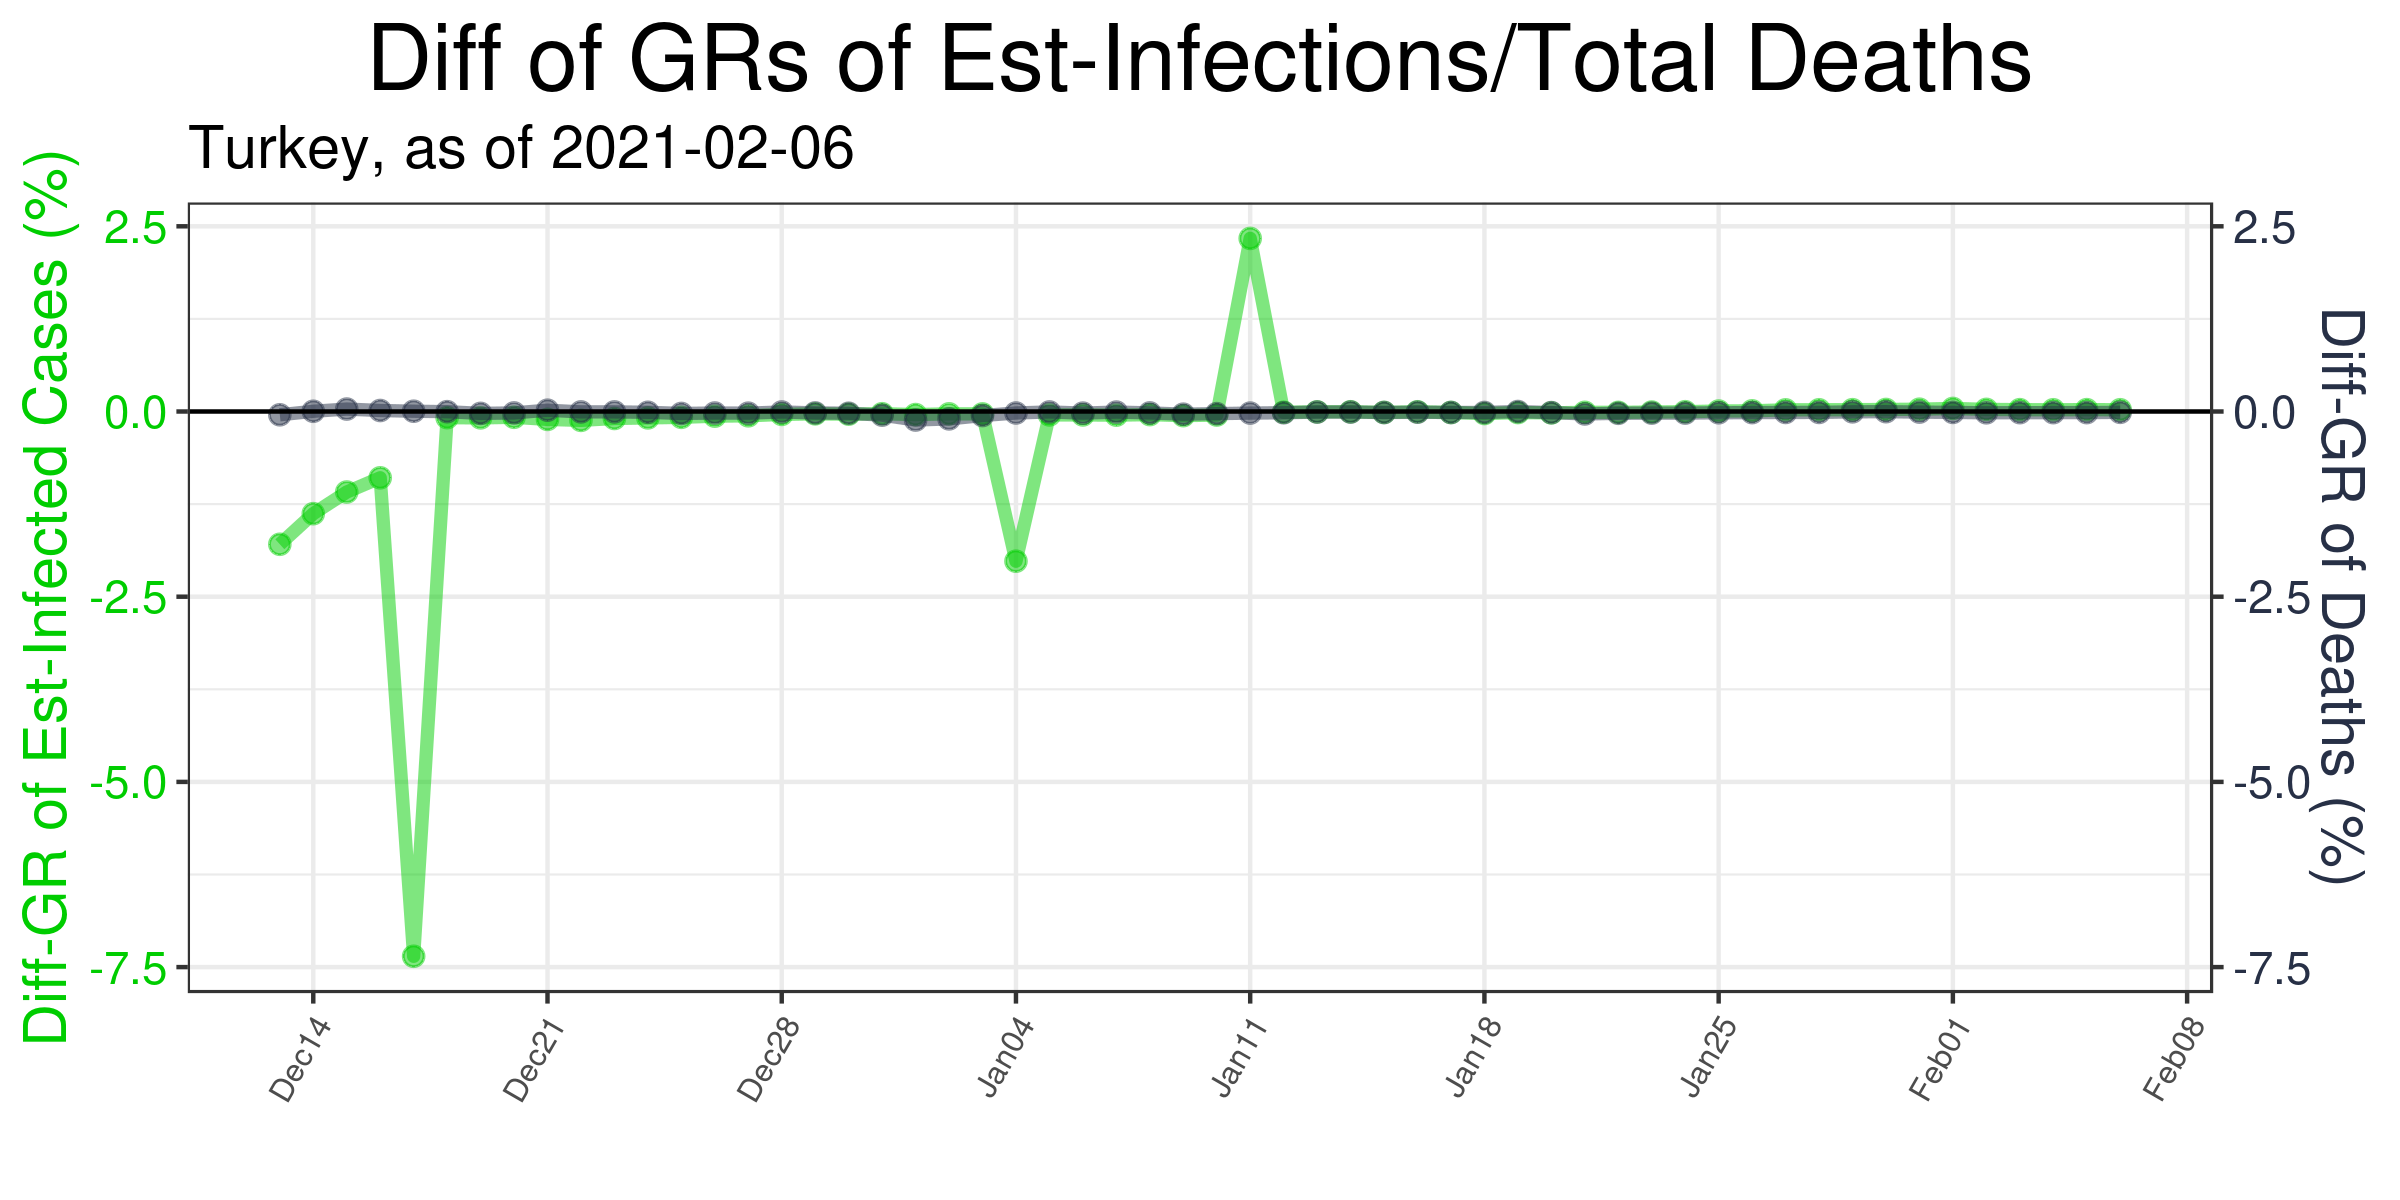 Diff of GRs of Est-Infections/Total Deaths
Turkey, as of 2021-02-06
Diff-GR of Est-Infected Cases (%)
2.5
0.0
-2.5
-5.0
-7.5
2.5
0.0
-2.5
-5.0
-7.5
Diff-GR of Deaths (%)
Dec14
Dec21
Dec28
Jan04
Jan11
Jan18
Jan25
Feb01
Feb08